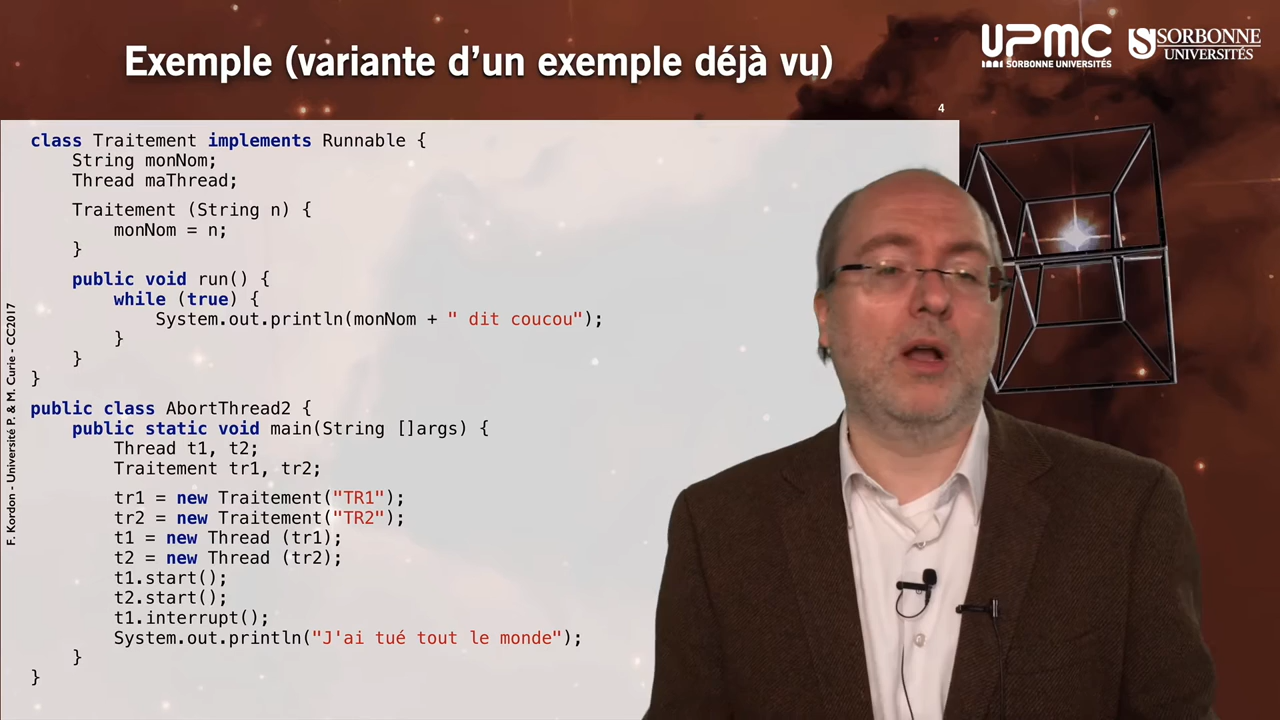 Exemple (variante d'un exemple déjà vu)
UPMC
SORBONNE UNIVERSITÉS
SORBONNE
UNIVERSITÉS
4
class Traitement implements Runnable {
String monNom;
Thread maThread;
Traitement (String n) {
monNom = n;
}
public void run() {
while (true) {
System.out.println(monNom + " dit coucou");
}
}
}
public class AbortThread2 {
public static void main(String []args) {
Thread t1, t2;
Traitement tr1, tr2;
tr1 = new Traitement("TR1");
tr2 = new Traitement("TR2");
t1 = new Thread (tr1);
t2 = new Thread (tr2);
t1.start();
t2.start();
t1.interrupt();
System.out.println("J'ai tué tout le monde");
}
}
F. Kordon - Université P. & M. Curie - CC2017